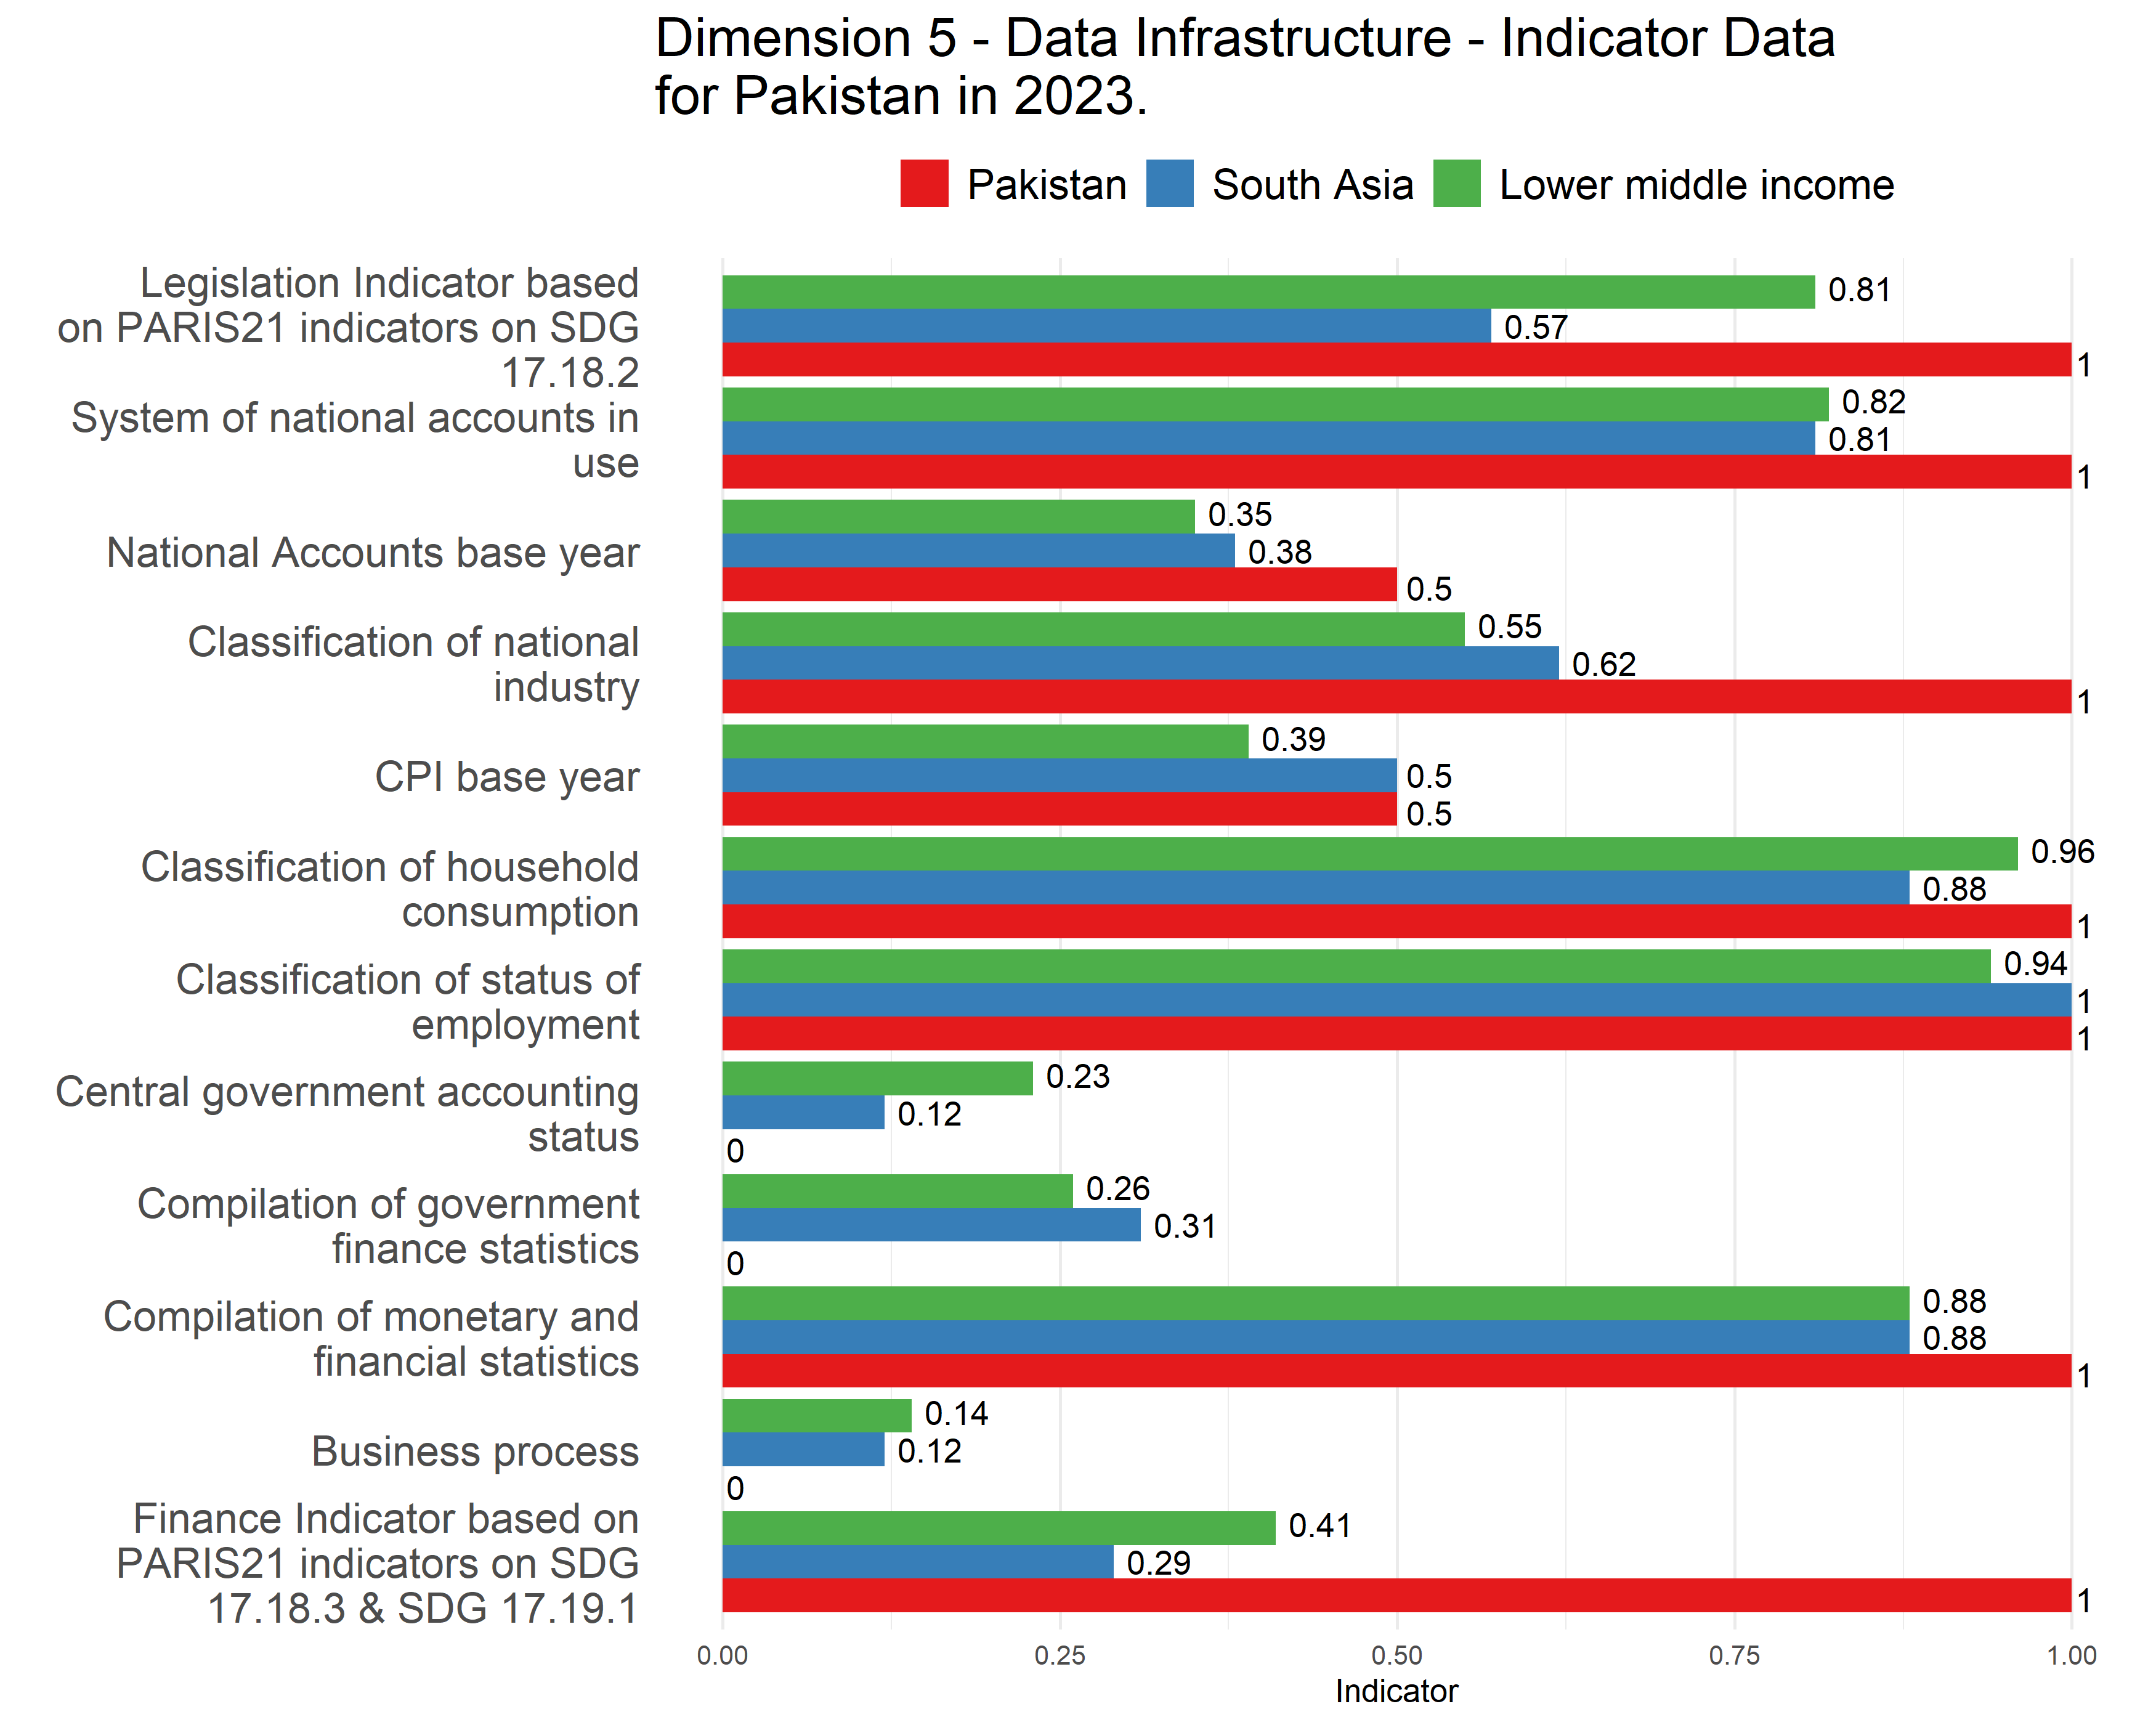 Dimension 5 - Data Infrastructure - Indicator Data
for Pakistan in 2023.
Pakistan South Asia Lower middle income
Legislation Indicator based
on PARIS21 indicators on SDG
17.18.2
0.81
0.57
1
System of national accounts in
use
0.82
0.81
1
National Accounts base year
0.35
0.38
0.5
Classification of national
industry
0.55
0.62
1
CPI base year
0.39
0.5
0.5
Classification of household
consumption
0.96
0.88
1
Classification of status of
employment
0.94
1
1
Central government accounting
status
0.23
0.12
0
Compilation of government
finance statistics
0.26
0.31
0
Compilation of monetary and
financial statistics
0.88
0.88
1
Business process
0.14
0.12
0
Finance Indicator based on
PARIS21 indicators on SDG
17.18.3 & SDG 17.19.1
0.41
0.29
1
0.00 0.25 0.50 0.75 1.00
Indicator